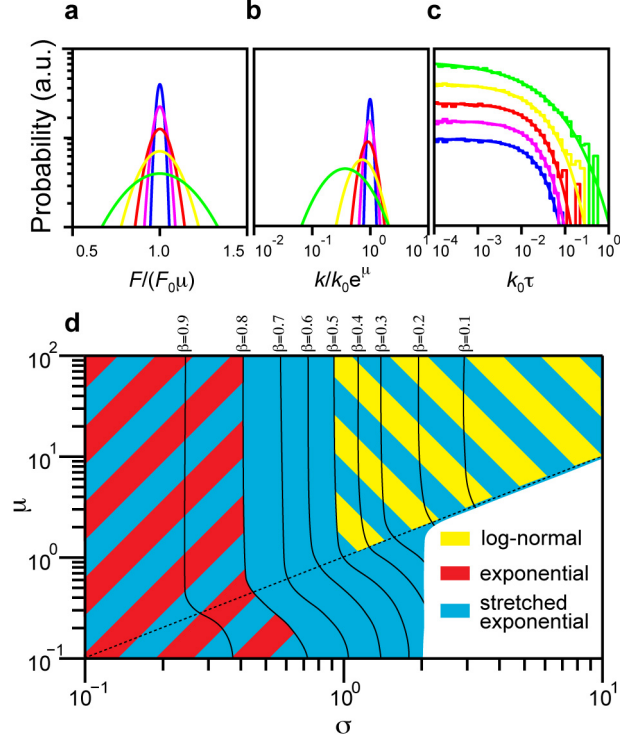 a b c
Probability (a.u.)
0.5 1.0 1.5
F/(F₀μ)
10⁻² 10⁻¹ 10⁰ 10¹
k/k₀e^μ
10⁻⁴ 10⁻³ 10⁻² 10⁻¹ 10⁰
k₀τ
d
β=0.9 β=0.8 β=0.7 β=0.6 β=0.5 β=0.4 β=0.3 β=0.2 β=0.1
10²
10¹
10⁰
10⁻¹
μ
log-normal
exponential
stretched
exponential
10⁻¹ 10⁰ 10¹
σ